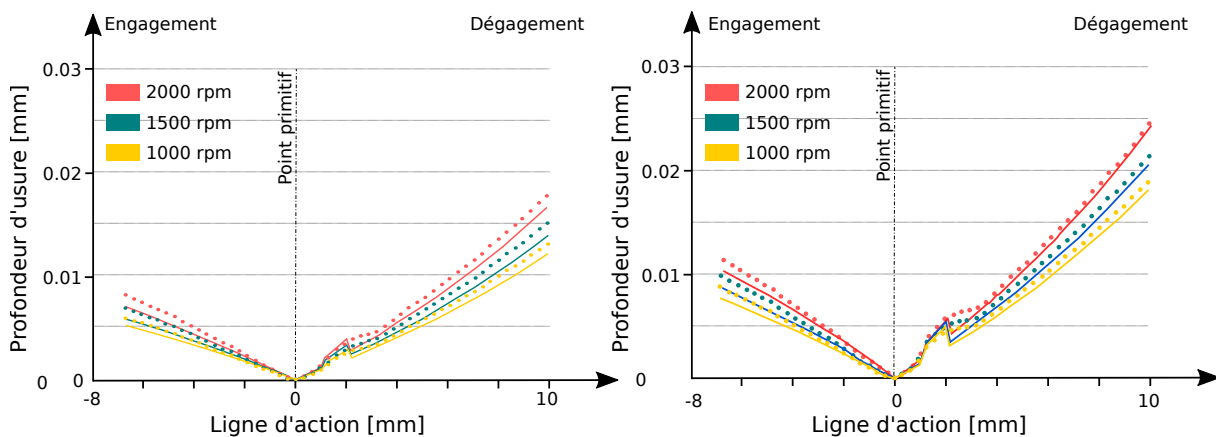 Engagement
Dégagement
Profondeur d'usure [mm]
0.03
0.02
0.01
0
0
2000 rpm
1500 rpm
1000 rpm
Point primitif
-8
0
10
Ligne d'action [mm]
Engagement
Dégagement
Profondeur d'usure [mm]
0.03
0.02
0.01
0
2000 rpm
1500 rpm
1000 rpm
Point primitif
-8
0
10
Ligne d'action [mm]